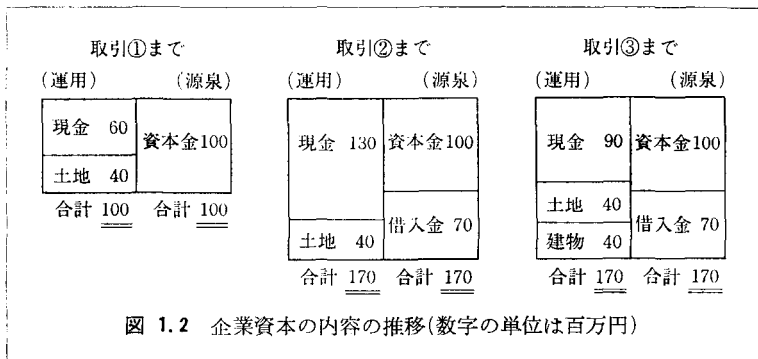 取引①まで
(運用) (源泉)
現金 60
資本金100
土地 40
合計 100 合計 100
取引②まで
(運用) (源泉)
現金 130
資本金100
借入金 70
土地 40
合計 170 合計 170
取引③まで
(運用) (源泉)
現金 90
資本金100
土地 40
借入金 70
建物 40
合計 170 合計 170
図 1.2 企業資本の内容の推移(数字の単位は百万円)